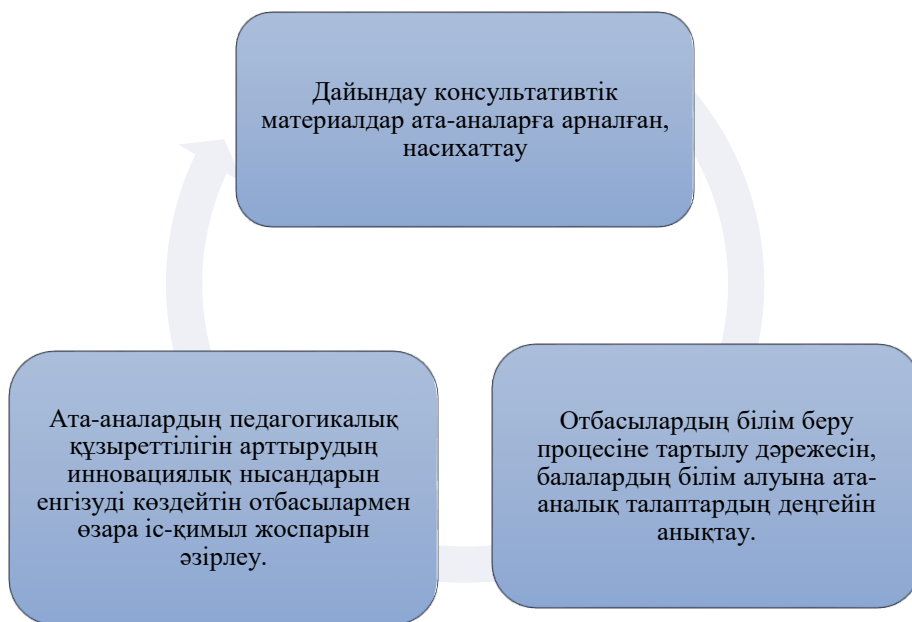 Дайындау консультативтік
материалдар ата-аналарға арналған,
насихаттау
Ата-аналардың педагогикалық
құзыреттілігін арттырудың
инновациялық нысандарын
енгізуді көздейтін отбасылармен
өзара іс-қимыл жоспарын
әзірлеу.
Отбасылардың білім беру
процесіне тартылу дәрежесін,
балалардың білім алуына ата-
аналық талаптардың деңгейін
анықтау.